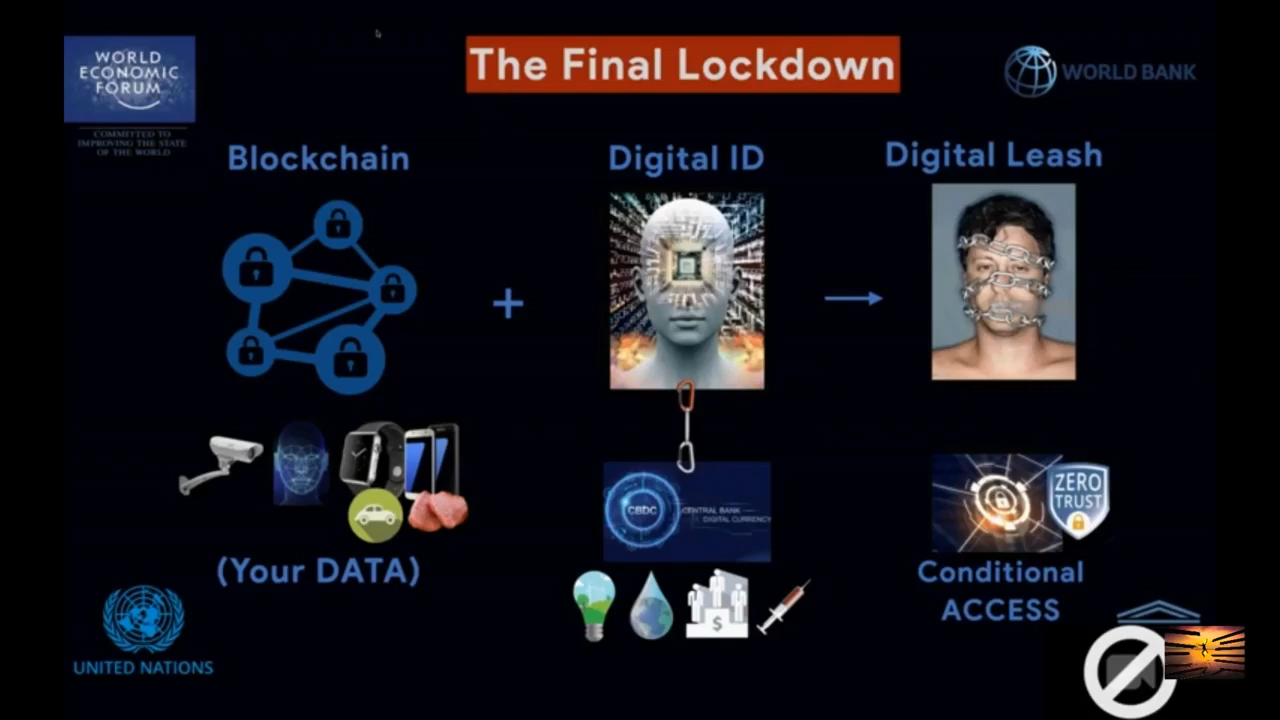 WORLD
ECONOMIC
FORUM
COMMITTED TO
IMPROVING THE STATE
OF THE WORLD
The Final Lockdown
WORLD BANK
Blockchain
Digital ID
Digital Leash
CBDC
CENTRAL BANK
DIGITAL CURRENCY
ZERO
TRUST
$
(Your DATA)
Conditional
ACCESS
UNITED NATIONS